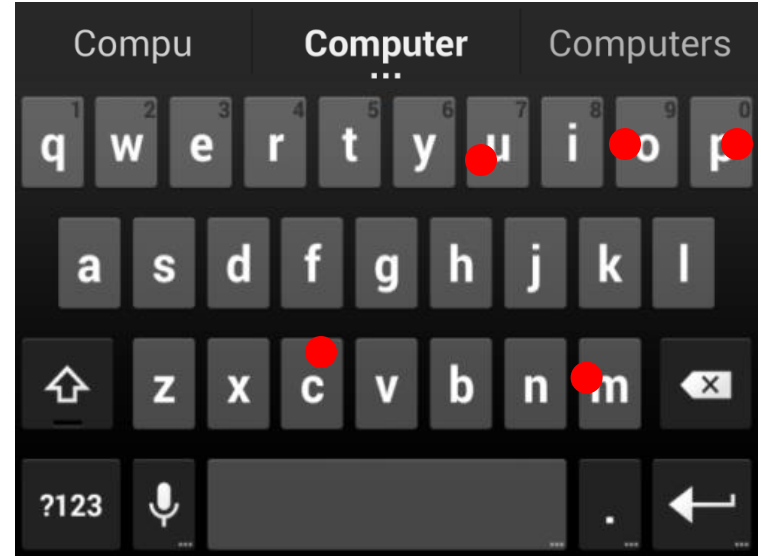 Compu Computer Computers
1 2 3 4 5 6 7 8 9 0
q w e r t y u i o p
a s d f g h j k l
z x c v b n m
?123 .